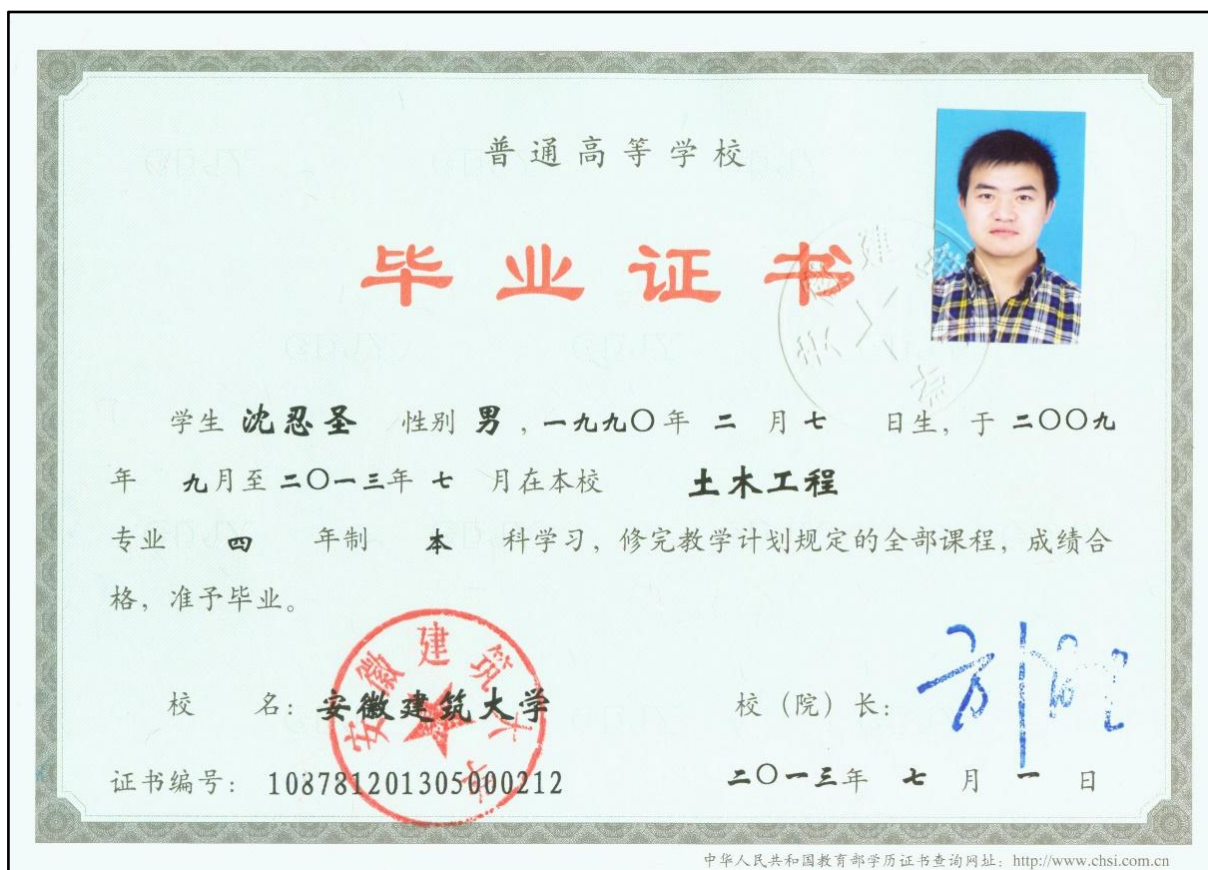 普通高等学校
毕业证书
学生 沈忍圣 性别 男，一九九〇年 二 月 七 日生，于 二〇〇九
年 九月至 二〇一三年 七 月在本校 土木工程
专业 四 年制 本 科学习，修完教学计划规定的全部课程，成绩合
格，准予毕业。
安徽建筑大学
校 名：安徽建筑大学 校（院）长：
证书编号：108781201305000212 二〇一三年 七 月 一 日
中华人民共和国教育部学历证书查询网址：http://www.chsi.com.cn